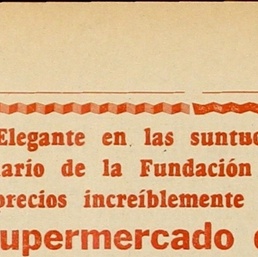 Elegante en las suntuo
ario de la Fundación
precios increíblemente
upermercado